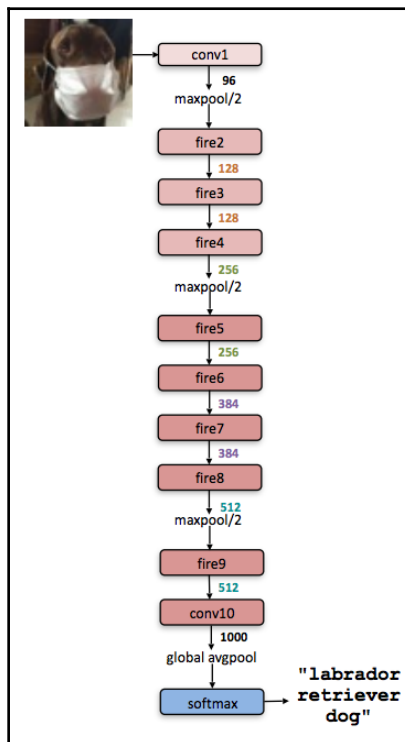 conv1
96
maxpool/2
fire2
128
fire3
128
fire4
256
maxpool/2
fire5
256
fire6
384
fire7
384
fire8
512
maxpool/2
fire9
512
conv10
1000
global avgpool
softmax
"labrador
retriever
dog"